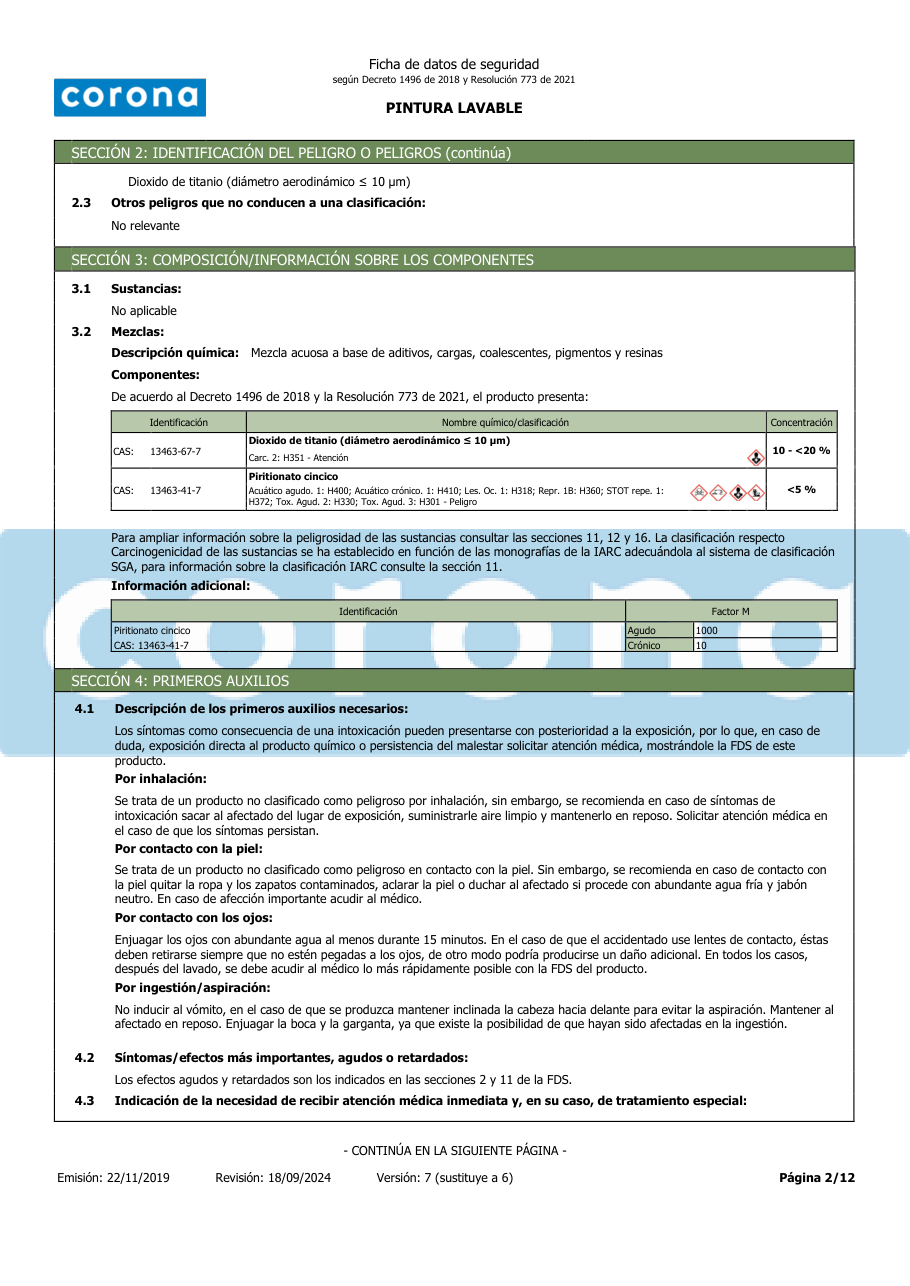 Ficha de datos de seguridad
según Decreto 1496 de 2018 y Resolución 773 de 2021
corona
PINTURA LAVABLE
SECCIÓN 2: IDENTIFICACIÓN DEL PELIGRO O PELIGROS (continúa)
Dioxido de titanio (diámetro aerodinámico ≤ 10 µm)
2.3 Otros peligros que no conducen a una clasificación:
No relevante
SECCIÓN 3: COMPOSICIÓN/INFORMACIÓN SOBRE LOS COMPONENTES
3.1 Sustancias:
No aplicable
3.2 Mezclas:
Descripción química: Mezcla acuosa a base de aditivos, cargas, coalescentes, pigmentos y resinas
Componentes:
De acuerdo al Decreto 1496 de 2018 y la Resolución 773 de 2021, el producto presenta:
Identificación Nombre químico/clasificación Concentración
CAS: 13463-67-7
Dioxido de titanio (diámetro aerodinámico ≤ 10 µm)
Carc. 2: H351 - Atención
10 - <20 %
CAS: 13463-41-7
Piritionato cincico
Acuático agudo. 1: H400; Acuático crónico. 1: H410; Les. Oc. 1: H318; Repr. 1B: H360; STOT repe. 1:
H372; Tox. Agud. 2: H330; Tox. Agud. 3: H301 - Peligro
<5 %
Para ampliar información sobre la peligrosidad de las sustancias consultar las secciones 11, 12 y 16. La clasificación respecto
Carcinogenicidad de las sustancias se ha establecido en función de las monografías de la IARC adecuándola al sistema de clasificación
SGA, para información sobre la clasificación IARC consulte la sección 11.
Información adicional:
Identificación Factor M
Piritionato cincico Agudo 1000
CAS: 13463-41-7 Crónico 10
corona
SECCIÓN 4: PRIMEROS AUXILIOS
4.1 Descripción de los primeros auxilios necesarios:
Los síntomas como consecuencia de una intoxicación pueden presentarse con posterioridad a la exposición, por lo que, en caso de
duda, exposición directa al producto químico o persistencia del malestar solicitar atención médica, mostrándole la FDS de este
producto.
Por inhalación:
Se trata de un producto no clasificado como peligroso por inhalación, sin embargo, se recomienda en caso de síntomas de
intoxicación sacar al afectado del lugar de exposición, suministrarle aire limpio y mantenerlo en reposo. Solicitar atención médica en
el caso de que los síntomas persistan.
Por contacto con la piel:
Se trata de un producto no clasificado como peligroso en contacto con la piel. Sin embargo, se recomienda en caso de contacto con
la piel quitar la ropa y los zapatos contaminados, aclarar la piel o duchar al afectado si procede con abundante agua fría y jabón
neutro. En caso de afección importante acudir al médico.
Por contacto con los ojos:
Enjuagar los ojos con abundante agua al menos durante 15 minutos. En el caso de que el accidentado use lentes de contacto, éstas
deben retirarse siempre que no estén pegadas a los ojos, de otro modo podría producirse un daño adicional. En todos los casos,
después del lavado, se debe acudir al médico lo más rápidamente posible con la FDS del producto.
Por ingestión/aspiración:
No inducir al vómito, en el caso de que se produzca mantener inclinada la cabeza hacia delante para evitar la aspiración. Mantener al
afectado en reposo. Enjuagar la boca y la garganta, ya que existe la posibilidad de que hayan sido afectadas en la ingestión.
4.2 Síntomas/efectos más importantes, agudos o retardados:
Los efectos agudos y retardados son los indicados en las secciones 2 y 11 de la FDS.
4.3 Indicación de la necesidad de recibir atención médica inmediata y, en su caso, de tratamiento especial:
- CONTINÚA EN LA SIGUIENTE PÁGINA -
Emisión: 22/11/2019 Revisión: 18/09/2024 Versión: 7 (sustituye a 6) Página 2/12